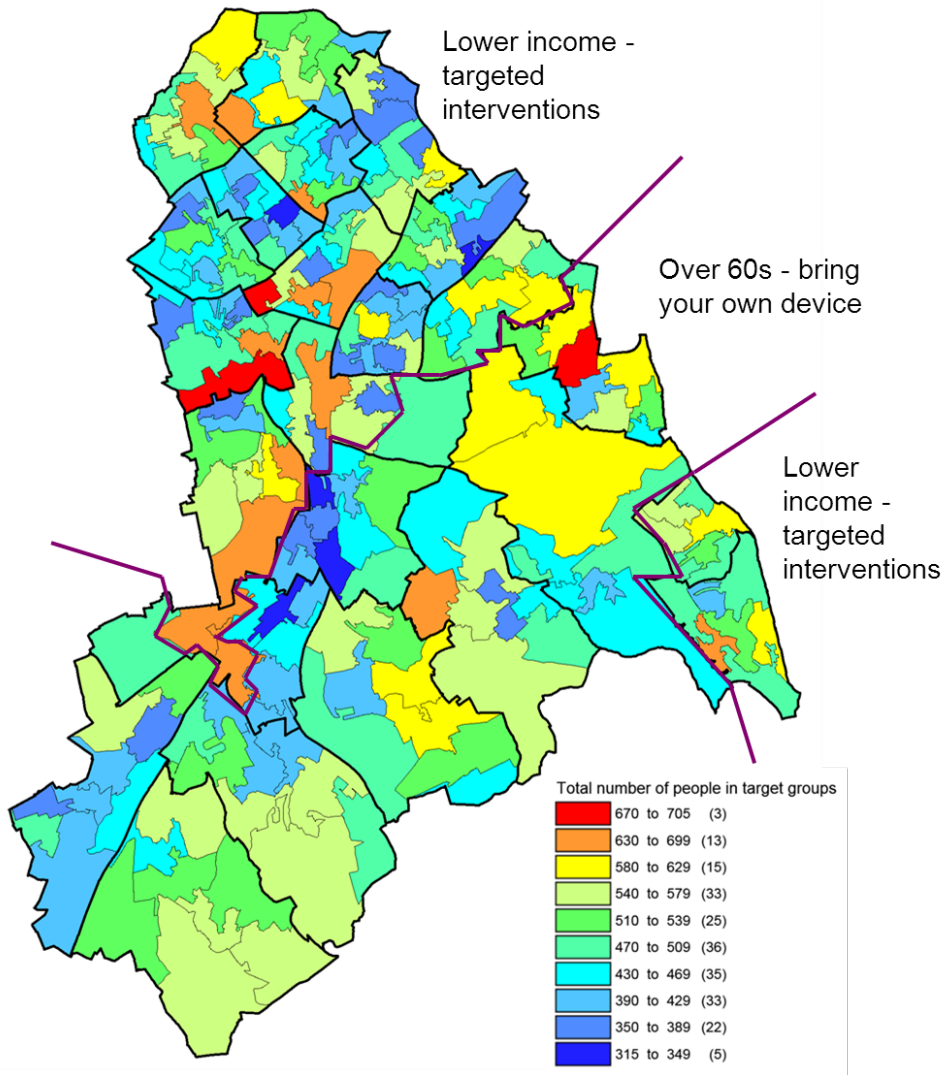 Lower income -
targeted
interventions
Over 60s - bring
your own device
Lower
income -
targeted
interventions
Total number of people in target groups
670 to 705 (3)
630 to 699 (13)
580 to 629 (15)
540 to 579 (33)
510 to 539 (25)
470 to 509 (36)
430 to 469 (35)
390 to 429 (33)
350 to 389 (22)
315 to 349 (5)